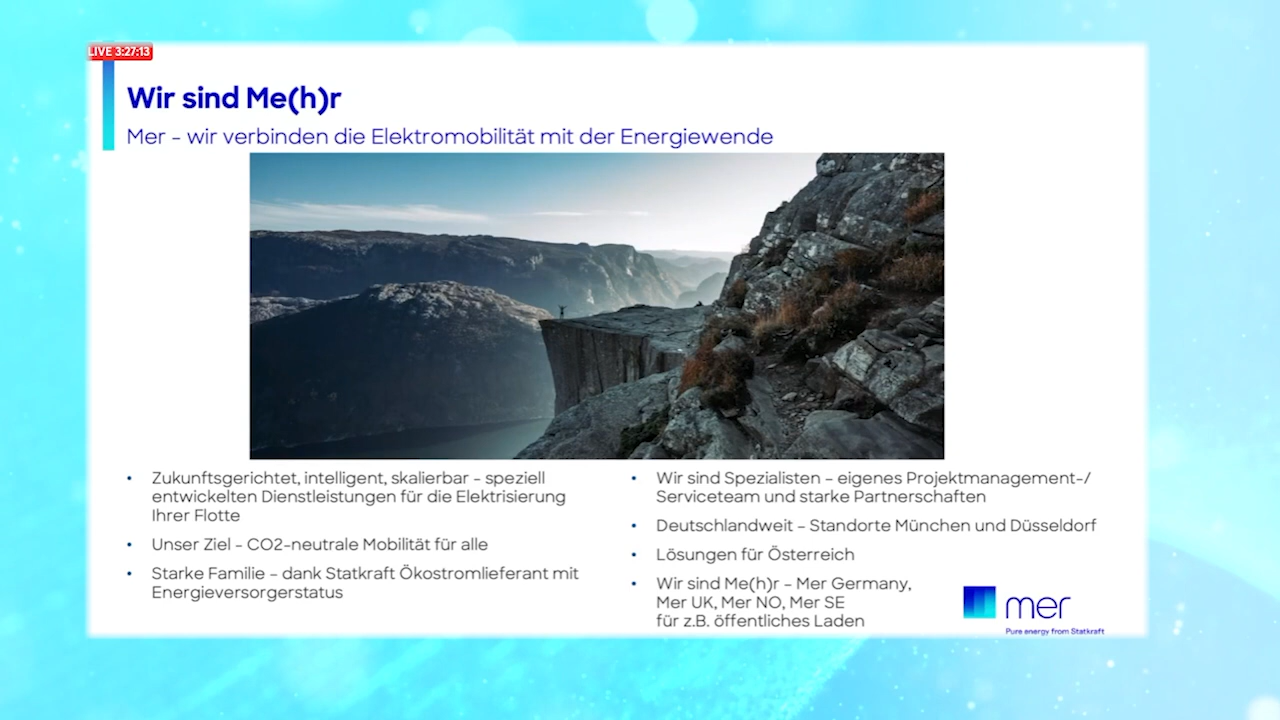 LIVE 3:27:13
Wir sind Me(h)r
Mer – wir verbinden die Elektromobilität mit der Energiewende
• Zukunftsgerichtet, intelligent, skalierbar – speziell
entwickelten Dienstleistungen für die Elektrisierung
Ihrer Flotte
• Unser Ziel – CO2-neutrale Mobilität für alle
• Starke Familie – dank Statkraft Ökostromlieferant mit
Energieversorgerstatus
• Wir sind Spezialisten – eigenes Projektmanagement-/
Serviceteam und starke Partnerschaften
• Deutschlandweit – Standorte München und Düsseldorf
• Lösungen für Österreich
• Wir sind Me(h)r – Mer Germany,
Mer UK, Mer NO, Mer SE
für z.B. öffentliches Laden
mer
Pure energy from Statkraft